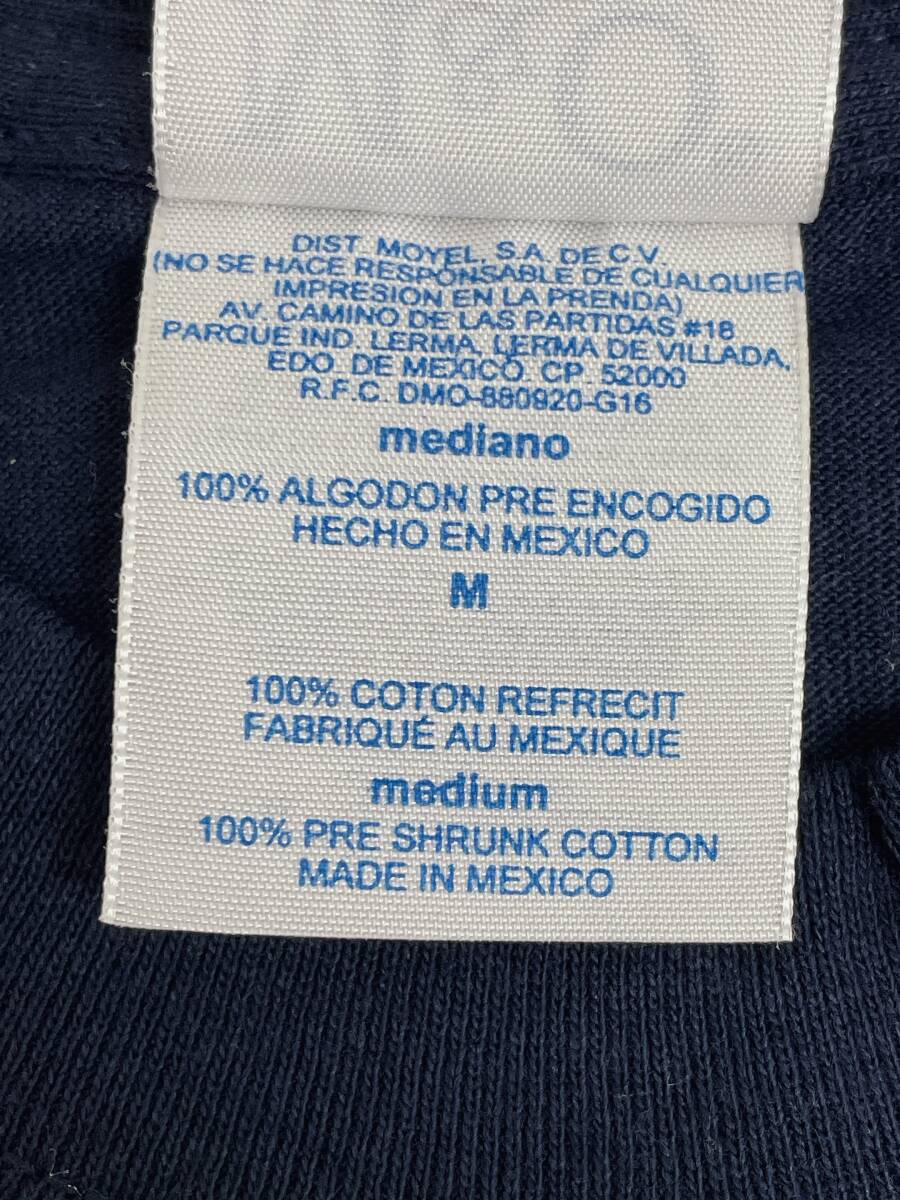 DIST. MOYEL, S.A. DE C.V.
(NO SE HACE RESPONSABLE DE CUALQUIER
IMPRESION EN LA PRENDA)
AV. CAMINO DE LAS PARTIDAS #18
PARQUE IND. LERMA, LERMA DE VILLADA,
EDO. DE MEXICO. CP. 52000
R.F.C. DMO-880920-G16
mediano
100% ALGODON PRE ENCOGIDO
HECHO EN MEXICO
M
100% COTON REFRECIT
FABRIQUÉ AU MEXIQUE
medium
100% PRE SHRUNK COTTON
MADE IN MEXICO